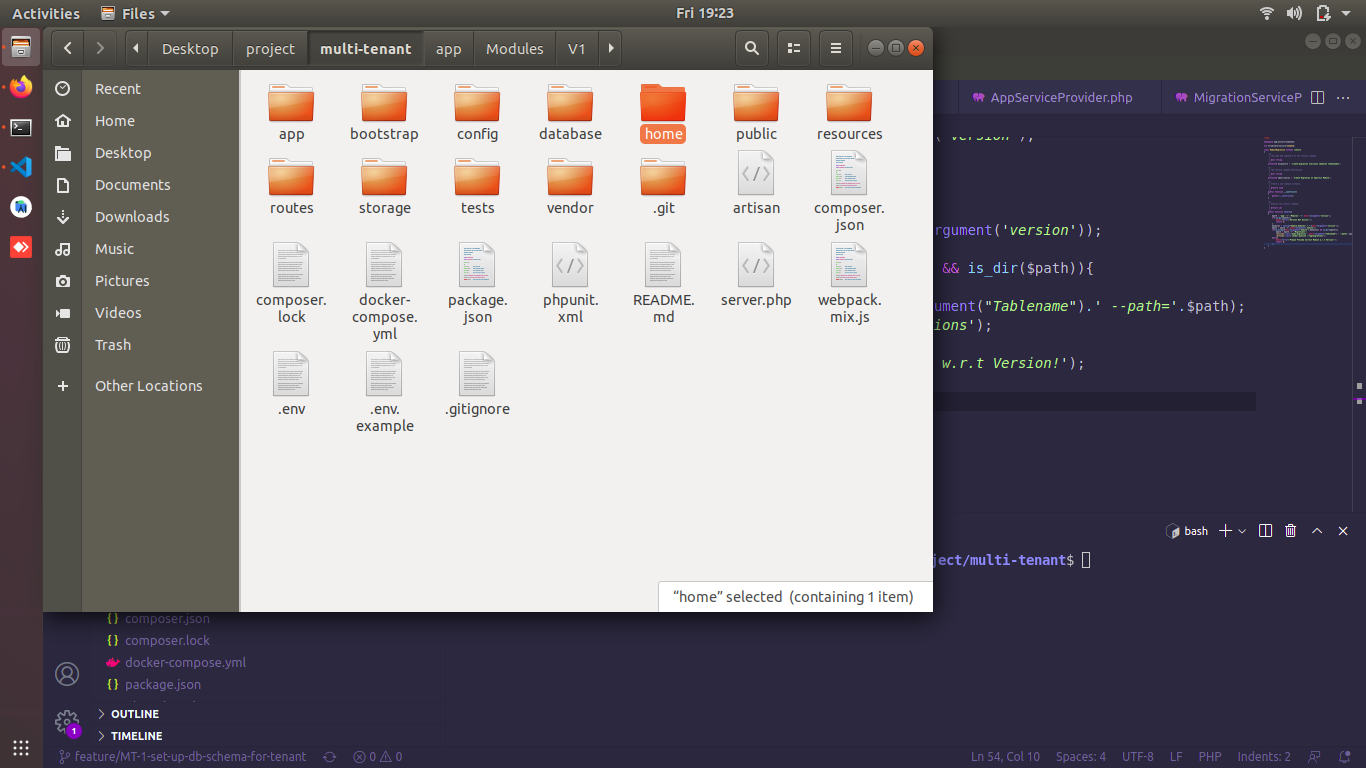 Activities Files Fri 19:23
Desktop project multi-tenant app Modules V1
Recent
Home
Desktop
Documents
Downloads
Music
Pictures
Videos
Trash
Other Locations
app bootstrap config database home public resources
routes storage tests vendor .git artisan composer.
json
composer. docker- package. phpunit. README. server.php webpack.
lock compose. json xml md mix.js
yml
.env .env. .gitignore
example
“home” selected (containing 1 item)
AppServiceProvider.php MigrationServiceP ···
('version');
rgument('version'));
&& is_dir($path)){
ument("Tablename").' --path='.$path);
ions');
w.r.t Version!');
bash
ject/multi-tenant$
composer.json
composer.lock
docker-compose.yml
package.json
OUTLINE
TIMELINE
1
feature/MT-1-set-up-db-schema-for-tenant 0 0 Ln 54, Col 10 Spaces: 4 UTF-8 LF PHP Indents: 2